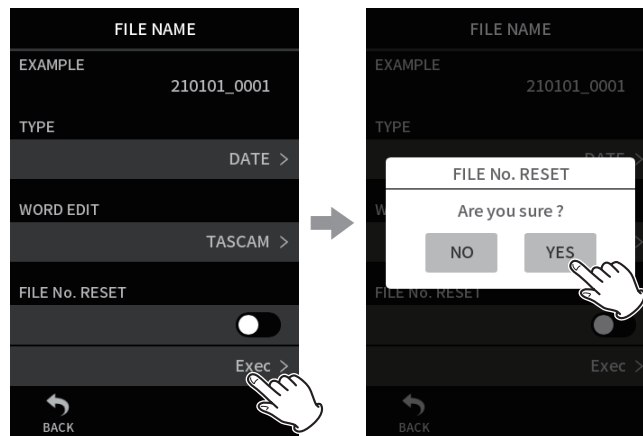 FILE NAME
EXAMPLE
210101_0001
TYPE
DATE >
WORD EDIT
TASCAM >
FILE No. RESET
Exec >
BACK
FILE NAME
EXAMPLE
210101_0001
TYPE
DATE >
FILE No. RESET
Are you sure ?
NO YES
W
FILE No. RESET
Exec >
BACK